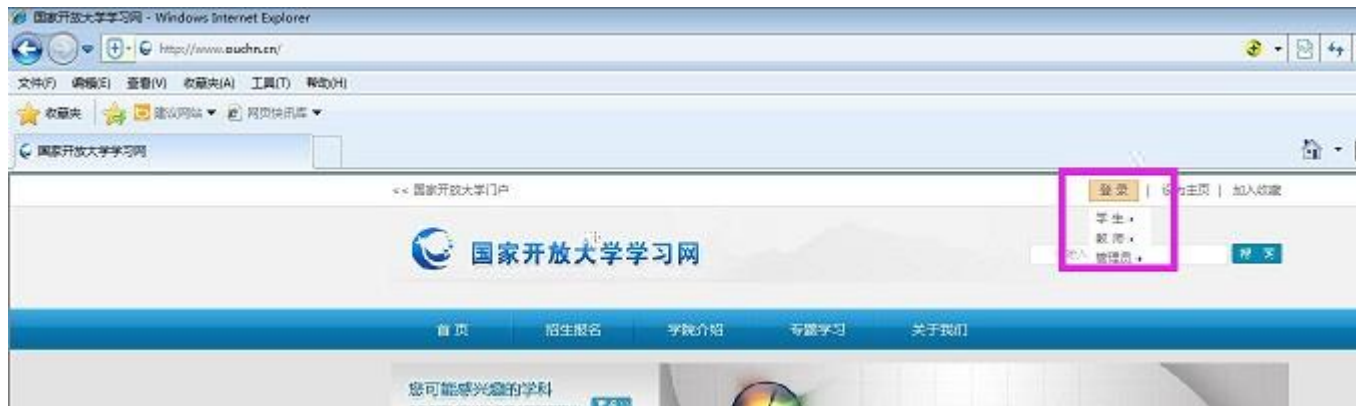 国家开放大学学习网 - Windows Internet Explorer
http://www.ouchn.cn/
文件(F) 编辑(E) 查看(V) 收藏夹(A) 工具(T) 帮助(H)
收藏夹 建议网站 ▼ 网页快讯库 ▼
国家开放大学学习网
<< 国家开放大学门户 登 录 | 设为主页 | 加入收藏
学 生
教 师
管理员
国家开放大学学习网
首 页 招生报名 学院介绍 专题学习 关于我们
您可能感兴趣的学科